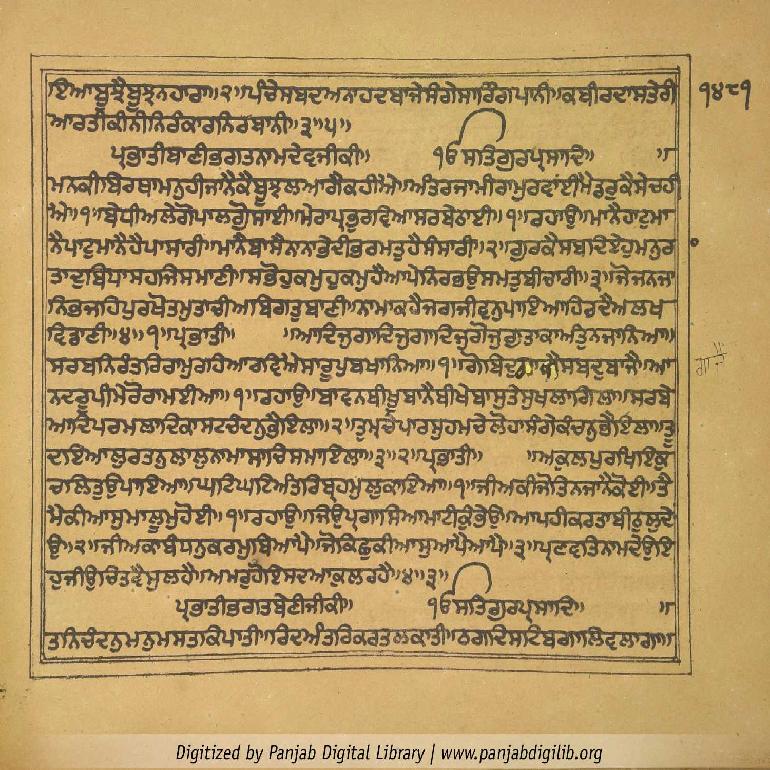 ਇਆਬੂਝੈਬੂਝਨਹਾਰਾ॥੨॥ਪੰਚੇਸਬਦਅਨਾਹਦਬਾਜੇਸੰਗੇਸਾਰਿੰਗਪਾਨੀ॥ਕਬੀਰਦਾਸਤੇਰੀ
੧੪੮੧
ਆਰਤੀਕੀਨੀਨਿਰੰਕਾਰਨਿਰਬਾਨੀ॥੩॥੫॥
ਪ੍ਰਭਾਤੀਬਾਣੀਭਗਤਨਾਮਦੇਵਜੀਕੀ॥ ੴਸਤਿਗੁਰਪ੍ਰਸਾਦਿ॥ ॥
ਮਨਕੀਬਿਰਥਾਮਨੁਹੀਜਾਨੈਕੈਬੂਝਲਆਗੈਕਹੀਐ॥ਅੰਤਰਜਾਮੀਰਾਮੁਰਵਾਂਈਮੈਡਰੁਕੈਸੇਚਹੀ
ਐ॥੧॥ਬੇਧੀਅਲੇਗੋਪਾਲਗੋੁਸਾਈ॥ਮੇਰਾਪ੍ਰਭੁਰਵਿਆਸਰਬੇਠਾਈ॥੧॥ਰਹਾਉ॥ਮਾਨੈਹਾਟੁਮਾ
ਨੈਪਾਟੁਮਾਨੈਹੈਪਾਸਾਰੀ॥ਮਾਨੈਬਾਸੈਨਾਨਾਭੇਦੀਭਰਮਤੁਹੈਸੰਸਾਰੀ॥੨॥ਗੁਰਕੈਸਬਦਿਏਹੁਮਨੁਰ
ਤਾਦੁਬਿਧਾਸਹਜਿਸਮਾਣੀ॥ਸਭੋਹੁਕਮੁਹੁਕਮੁਹੈਆਪੇਨਿਰਭਉਸਮਤੁਬੀਚਾਰੀ॥੩॥ਜੋਜਨਜਾ
ਨਿਭਜਹਿਪੁਰਖੋਤਮੁਤਾਚੀਅਬਿਗਤੁਬਾਣੀ॥ਨਾਮਾਕਹੈਜਗਜੀਵਨੁਪਾਇਆਹਿਰਦੈਅਲਖ
ਵਿਡਾਣੀ॥੪॥੧॥ਪ੍ਰਭਾਤੀ॥ ॥ਆਦਿਜੁਗਾਦਿਜੁਗਾਦਿਜੁਗੋਜੁਗੁਤਾਕਾਅੰਤੁਨਜਾਨਿਆ॥
ਸਰਬਨਿਰੰਤਰਿਰਾਮੁਰਹਿਆਰਵਿਐਸਾਰੂਪੁਬਖਾਨਿਆ॥੧॥ਗੋਬਿਦੁਗਾਜੈਸਬਦੁਬਾਜੈ॥ਆ
ਗਾਜੈ
ਨਦਰੂਪੀਮੇਰੋਰਾਮਈਆ॥੧॥ਰਹਾਉ॥ਬਾਵਨਬੀਖੂਬਾਨੈਬੀਖੇਬਾਸੁਤੇਸੁਖਲਾਗਿਲਾ॥ਸਰਬੇ
ਆਦਿਪਰਮਲਾਦਿਕਾਸਟਚੰਦਨੁਭੈਇਲਾ॥੨॥ਤੁਮ੍ਹਚੇਪਾਰਸੁਹਮਚੇਲੋਹਾਸੰਗੇਕੰਚਨੁਭੈਇਲਾ॥ਤੂ
ਦਇਆਲੁਰਤਨੁਲਾਲੁਨਾਮਾਸਾਚਿਸਮਾਇਲਾ॥੩॥੨॥ਪ੍ਰਭਾਤੀ॥ ॥ਅਕੁਲਪੁਰਖਿਇਕੁ
ਚਲਿਤੁਉਪਾਇਆ॥ਘਟਿਘਟਿਅੰਤਰਿਬ੍ਰਹਮੁਲੁਕਾਇਆ॥੧॥ਜੀਅਕੀਜੋਤਿਨਜਾਨੈਕੋਈ॥ਤੈ
ਮੈਕੀਆਸੁਮਾਲੂਮੁਹੋਈ॥੧॥ਰਹਾਉ॥ਜੋਉਪ੍ਰਗਾਸਿਆਮਾਟੀਕੁੰਭੇਉ॥ਆਪਹੀਕਰਤਾਬੀਠੁਲੁਦੇ
ਉ॥੨॥ਜੀਅਕਾਬੰਧਨੁਕਰਮੁਬਿਆਪੈ॥ਜੋਕਿਛੁਕੀਆਸੁਆਪੈਆਪੈ॥੩॥ਪ੍ਰਣਵਤਿਨਾਮਦੇਉਇ
ਹੁਜੀਉਚਿਤਵੈਸੁਲਹੈ॥ਅਮਰੁਹੋਇਸਦਆਕੁਲਰਹੈ॥੪॥੩॥
ਪ੍ਰਭਾਤੀਭਗਤਬੇਣੀਜੀਕੀ॥ ੴਸਤਿਗੁਰਪ੍ਰਸਾਦਿ॥ ॥
ਤਨਿਚੰਦਨੁਮਨੁਮਸਤਕਿਪਾਤੀ॥ਰਿਦਅੰਤਰਿਕਰਤਲਕਾਤੀ॥ਠਗਦਿਸਟਿਬਗਾਲਿਵਲਾਗਾ॥
Digitized by Panjab Digital Library | www.panjabdigilib.org